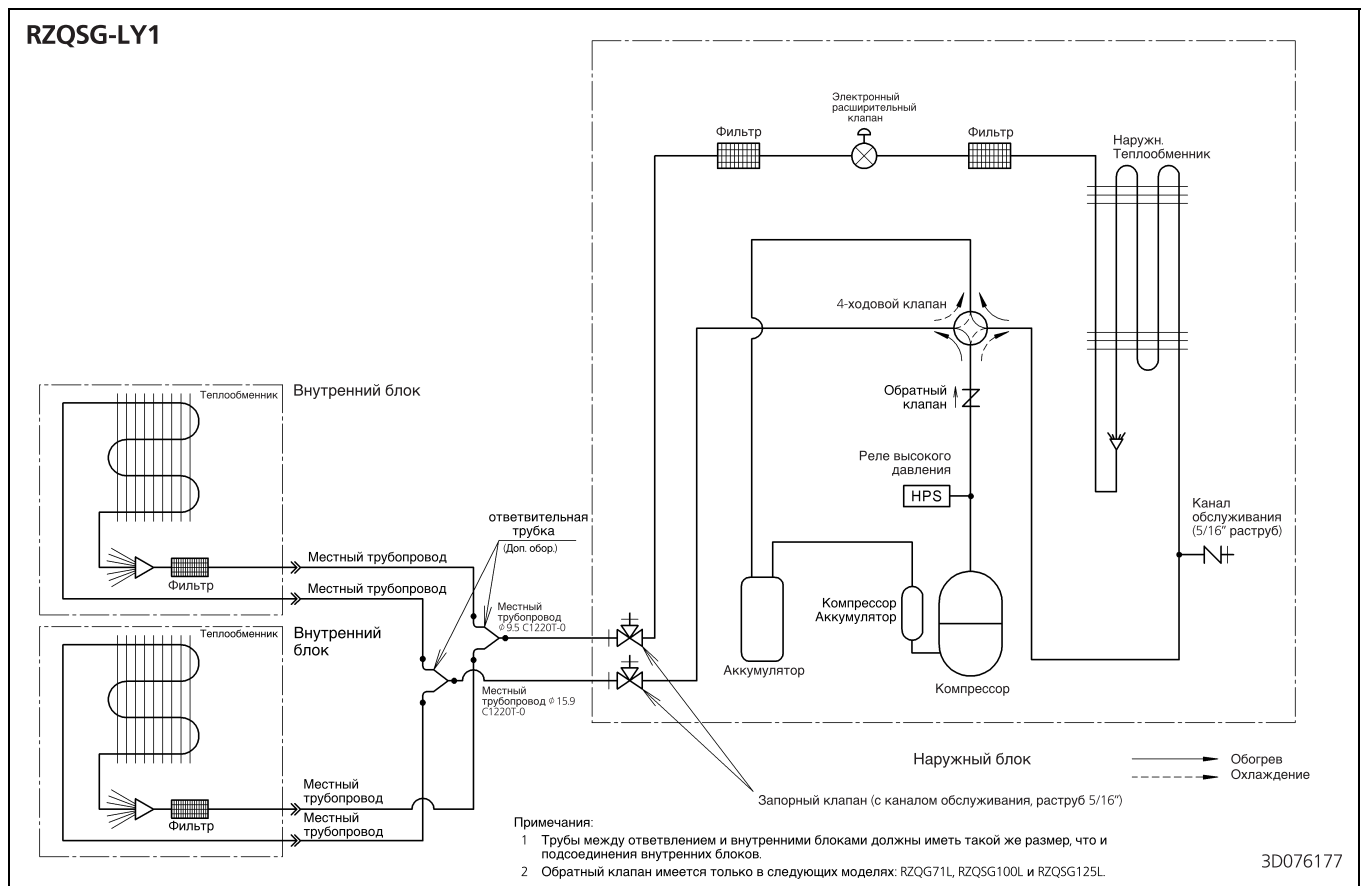 RZQSG-LY1
Электронный
расширительный
клапан
Фильтр
Фильтр
Наружн.
Теплообменник
4-ходовой клапан
Обратный
клапан
Реле высокого
давления
HPS
Канал
обслуживания
(5/16" раструб)
Теплообменник
Внутренний блок
Фильтр
Местный трубопровод
Местный трубопровод
ответвительная
трубка
(Доп. обор.)
Местный
трубопровод
φ 9.5 C1220T-0
Компрессор
Аккумулятор
Аккумулятор
Компрессор
Теплообменник
Внутренний
блок
Местный
трубопровод φ 15.9
C1220T-0
Фильтр
Местный
трубопровод
Местный
трубопровод
Наружный блок
Обогрев
Охлаждение
Запорный клапан (с каналом обслуживания, раструб 5/16")
Примечания:
1 Трубы между ответвлением и внутренними блоками должны иметь такой же размер, что и
подсоединения внутренних блоков.
2 Обратный клапан имеется только в следующих моделях: RZQG71L, RZQSG100L и RZQSG125L.
3D076177